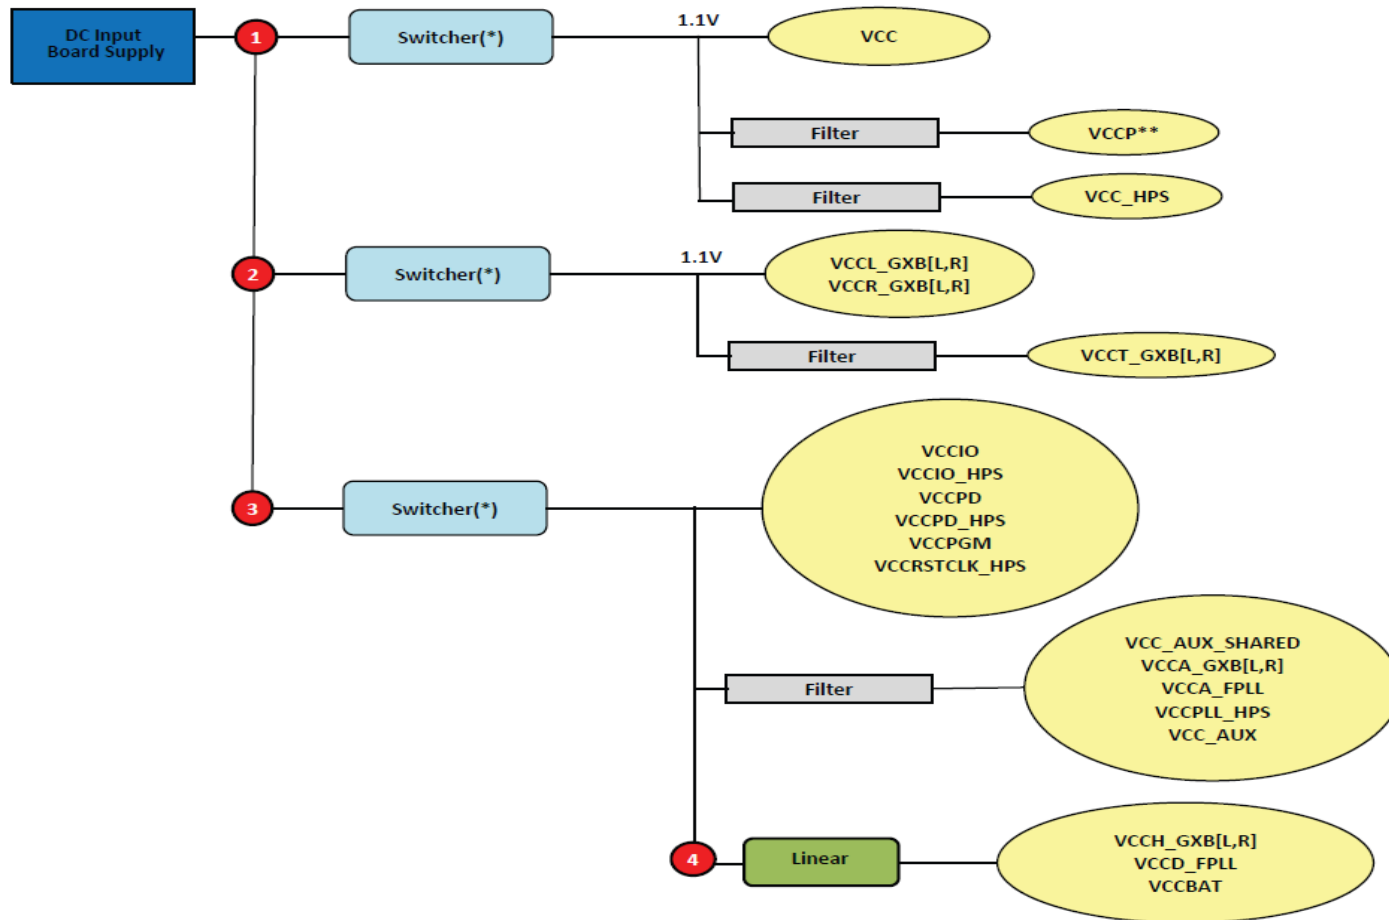 DC Input
Board Supply
1
Switcher(*)
1.1V
VCC
Filter
VCCP**
Filter
VCC_HPS
2
Switcher(*)
1.1V
VCCL_GXB[L,R]
VCCR_GXB[L,R]
Filter
VCCT_GXB[L,R]
3
Switcher(*)
VCCIO
VCCIO_HPS
VCCPD
VCCPD_HPS
VCCPGM
VCCRSTCLK_HPS
Filter
VCC_AUX_SHARED
VCCA_GXB[L,R]
VCCA_FPLL
VCCPLL_HPS
VCC_AUX
4
Linear
VCCH_GXB[L,R]
VCCD_FPLL
VCCBAT